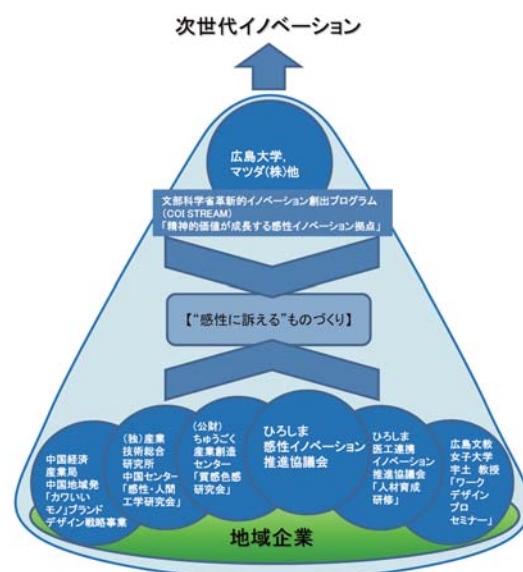 次世代イノベーション
広島大学,
マツダ(株)他
文部科学省革新的イノベーション創出プログラム
(COI STREAM)
「精神的価値が成長する感性イノベーション拠点」
【“感性に訴える”ものづくり】
中国経済
産業局
中国地域発
「カワいい
モノ」ブランド
デザイン戦略事業
(独)産業
技術総合
研究所
中国センター
「感性・人間
工学研究会」
(公財)
ちゅうごく
産業創造
センター
「質感色感
研究会」
ひろしま
感性イノベーション
推進協議会
ひろしま
医工連携
イノベーション
推進協議会
「人材育成
研修」
広島文教
女子大学
宇土 教授
「ワーク
デザイン
プロ
セミナー」
地域企業